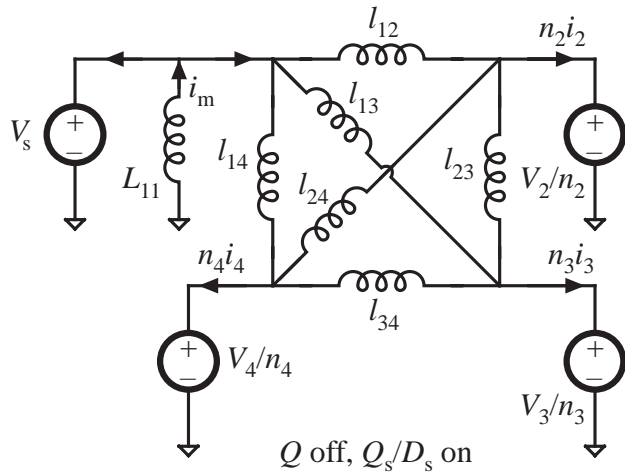 l12
n2i2
im
l13
Vs
+
−
L11
l14
l24
l23
+
−
V2/n2
n4i4
n3i3
l34
+
−
V4/n4
+
−
V3/n3
Q off, Qs/Ds on